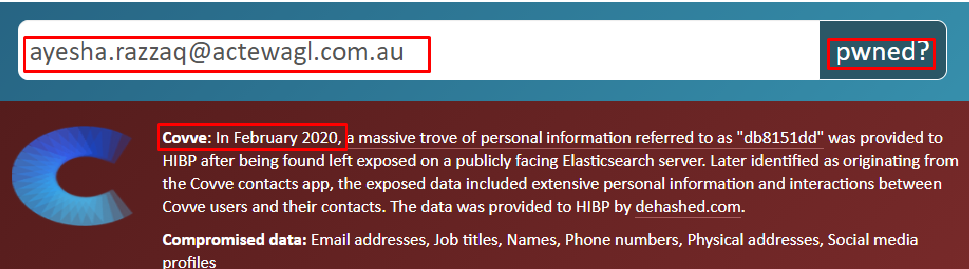 ayesha.razzaq@actewagl.com.au
pwned?
Covve: In February 2020, a massive trove of personal information referred to as "db8151dd" was provided to
HIBP after being found left exposed on a publicly facing Elasticsearch server. Later identified as originating from
the Covve contacts app, the exposed data included extensive personal information and interactions between
Covve users and their contacts. The data was provided to HIBP by dehashed.com.
Compromised data: Email addresses, Job titles, Names, Phone numbers, Physical addresses, Social media
profiles